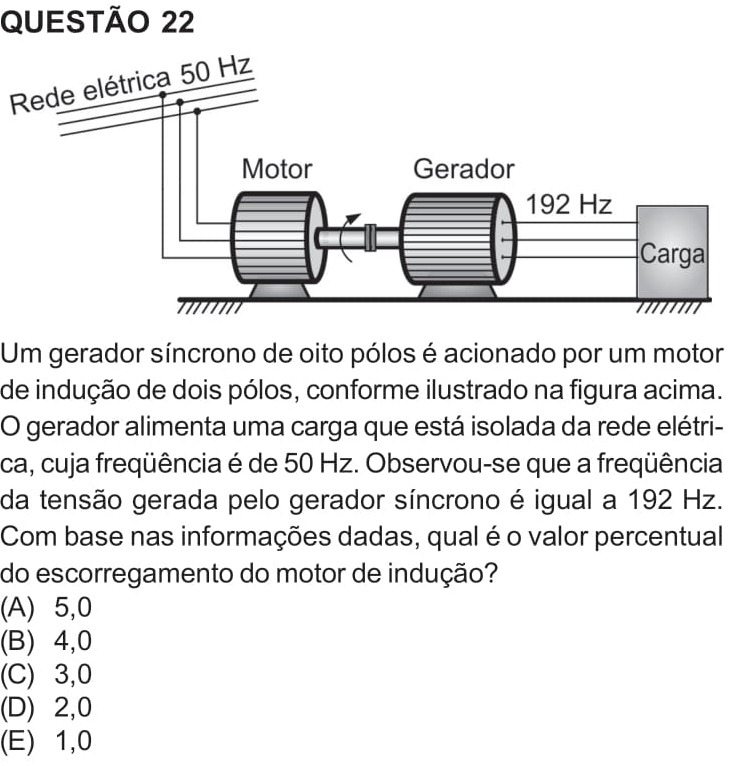 QUESTÃO 22
Rede elétrica 50 Hz
Motor
Gerador
192 Hz
Carga
Um gerador síncrono de oito pólos é acionado por um motor
de indução de dois pólos, conforme ilustrado na figura acima.
O gerador alimenta uma carga que está isolada da rede elétri-
ca, cuja freqüência é de 50 Hz. Observou-se que a freqüência
da tensão gerada pelo gerador síncrono é igual a 192 Hz.
Com base nas informações dadas, qual é o valor percentual
do escorregamento do motor de indução?
(A) 5,0
(B) 4,0
(C) 3,0
(D) 2,0
(E) 1,0